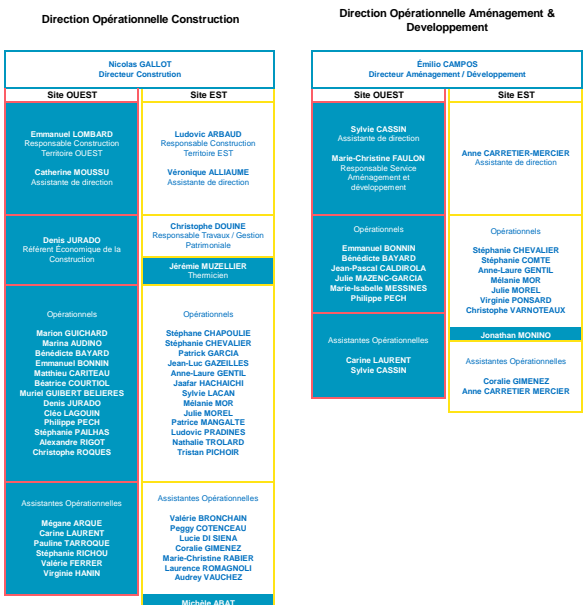 Direction Opérationnelle Construction
Nicolas GALLOT
Directeur Constrution
Site OUEST
Emmanuel LOMBARD
Responsable Construction
Territoire OUEST
Catherine MOUSSU
Assistante de direction
Denis JURADO
Référent Économique de la
Construction
Opérationnels
Marion GUICHARD
Marina AUDINO
Bénédicte BAYARD
Emmanuel BONNIN
Matthieu CARITEAU
Béatrice COURTIOL
Muriel GUIBERT BELIERES
Denis JURADO
Cléo LAGOUIN
Philippe PECH
Stéphanie PAILHAS
Alexandre RIGOT
Christophe ROQUES
Assistantes Opérationnelles
Mégane ARQUE
Carine LAURENT
Pauline TARROQUE
Stéphanie RICHOU
Valérie FERRER
Virginie HANIN
Site EST
Ludovic ARBAUD
Responsable Construction
Territoire EST
Véronique ALLIAUME
Assistante de direction
Christophe DOUINE
Responsable Travaux / Gestion
Patrimoniale
Jérémie MUZELLIER
Thermicien
Opérationnels
Stéphane CHAPOULIE
Stéphanie CHEVALIER
Patrick GARCIA
Jean-Luc GAZEILLES
Anne-Laure GENTIL
Jaafar HACHAICHI
Sylvie LACAN
Mélanie MOR
Julie MOREL
Patrice MANGALTE
Ludovic PRADINES
Nathalie TROLARD
Tristan PICHOIR
Assistantes Opérationnelles
Valérie BRONCHAIN
Peggy COTENCEAU
Lucie DI SIENA
Coralie GIMENEZ
Marie-Christine RABIER
Laurence ROMAGNOLI
Audrey VAUCHEZ
Michèle ABAT
Direction Opérationnelle Aménagement &
Developpement
Émilio CAMPOS
Directeur Aménagement / Développement
Site OUEST
Sylvie CASSIN
Assistante de direction
Marie-Christine FAULON
Responsable Service
Aménagement et
développement
Opérationnels
Emmanuel BONNIN
Bénédicte BAYARD
Jean-Pascal CALDIROLA
Julie MAZENC-GARCIA
Marie-Isabelle MESSINES
Philippe PECH
Assistantes Opérationnelles
Carine LAURENT
Sylvie CASSIN
Site EST
Anne CARRETIER-MERCIER
Assistante de direction
Opérationnels
Stéphanie CHEVALIER
Stéphanie COMTE
Anne-Laure GENTIL
Mélanie MOR
Julie MOREL
Virginie PONSARD
Christophe VARNOTEAUX
Jonathan MONINO
Assistantes Opérationnelles
Coralie GIMENEZ
Anne CARRETIER MERCIER